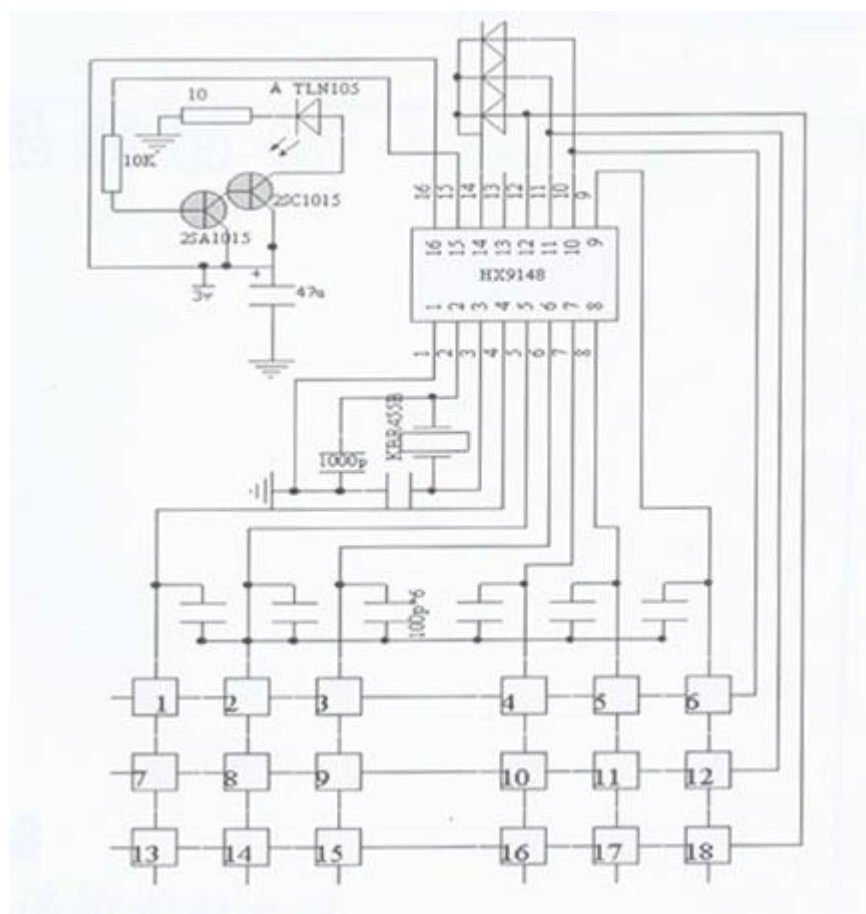 A TLN105
10
10K
2SC1015
2SA1015
3v
+
47u
16 15 14 13 12 11 10 9
16 15 14 13 12 11 10 9
HX9148
1 2 3 4 5 6 7 8
1 2 3 4 5 6 7 8
KBR455B
1000p
100p*6
1 2 3 4 5 6
7 8 9 10 11 12
13 14 15 16 17 18